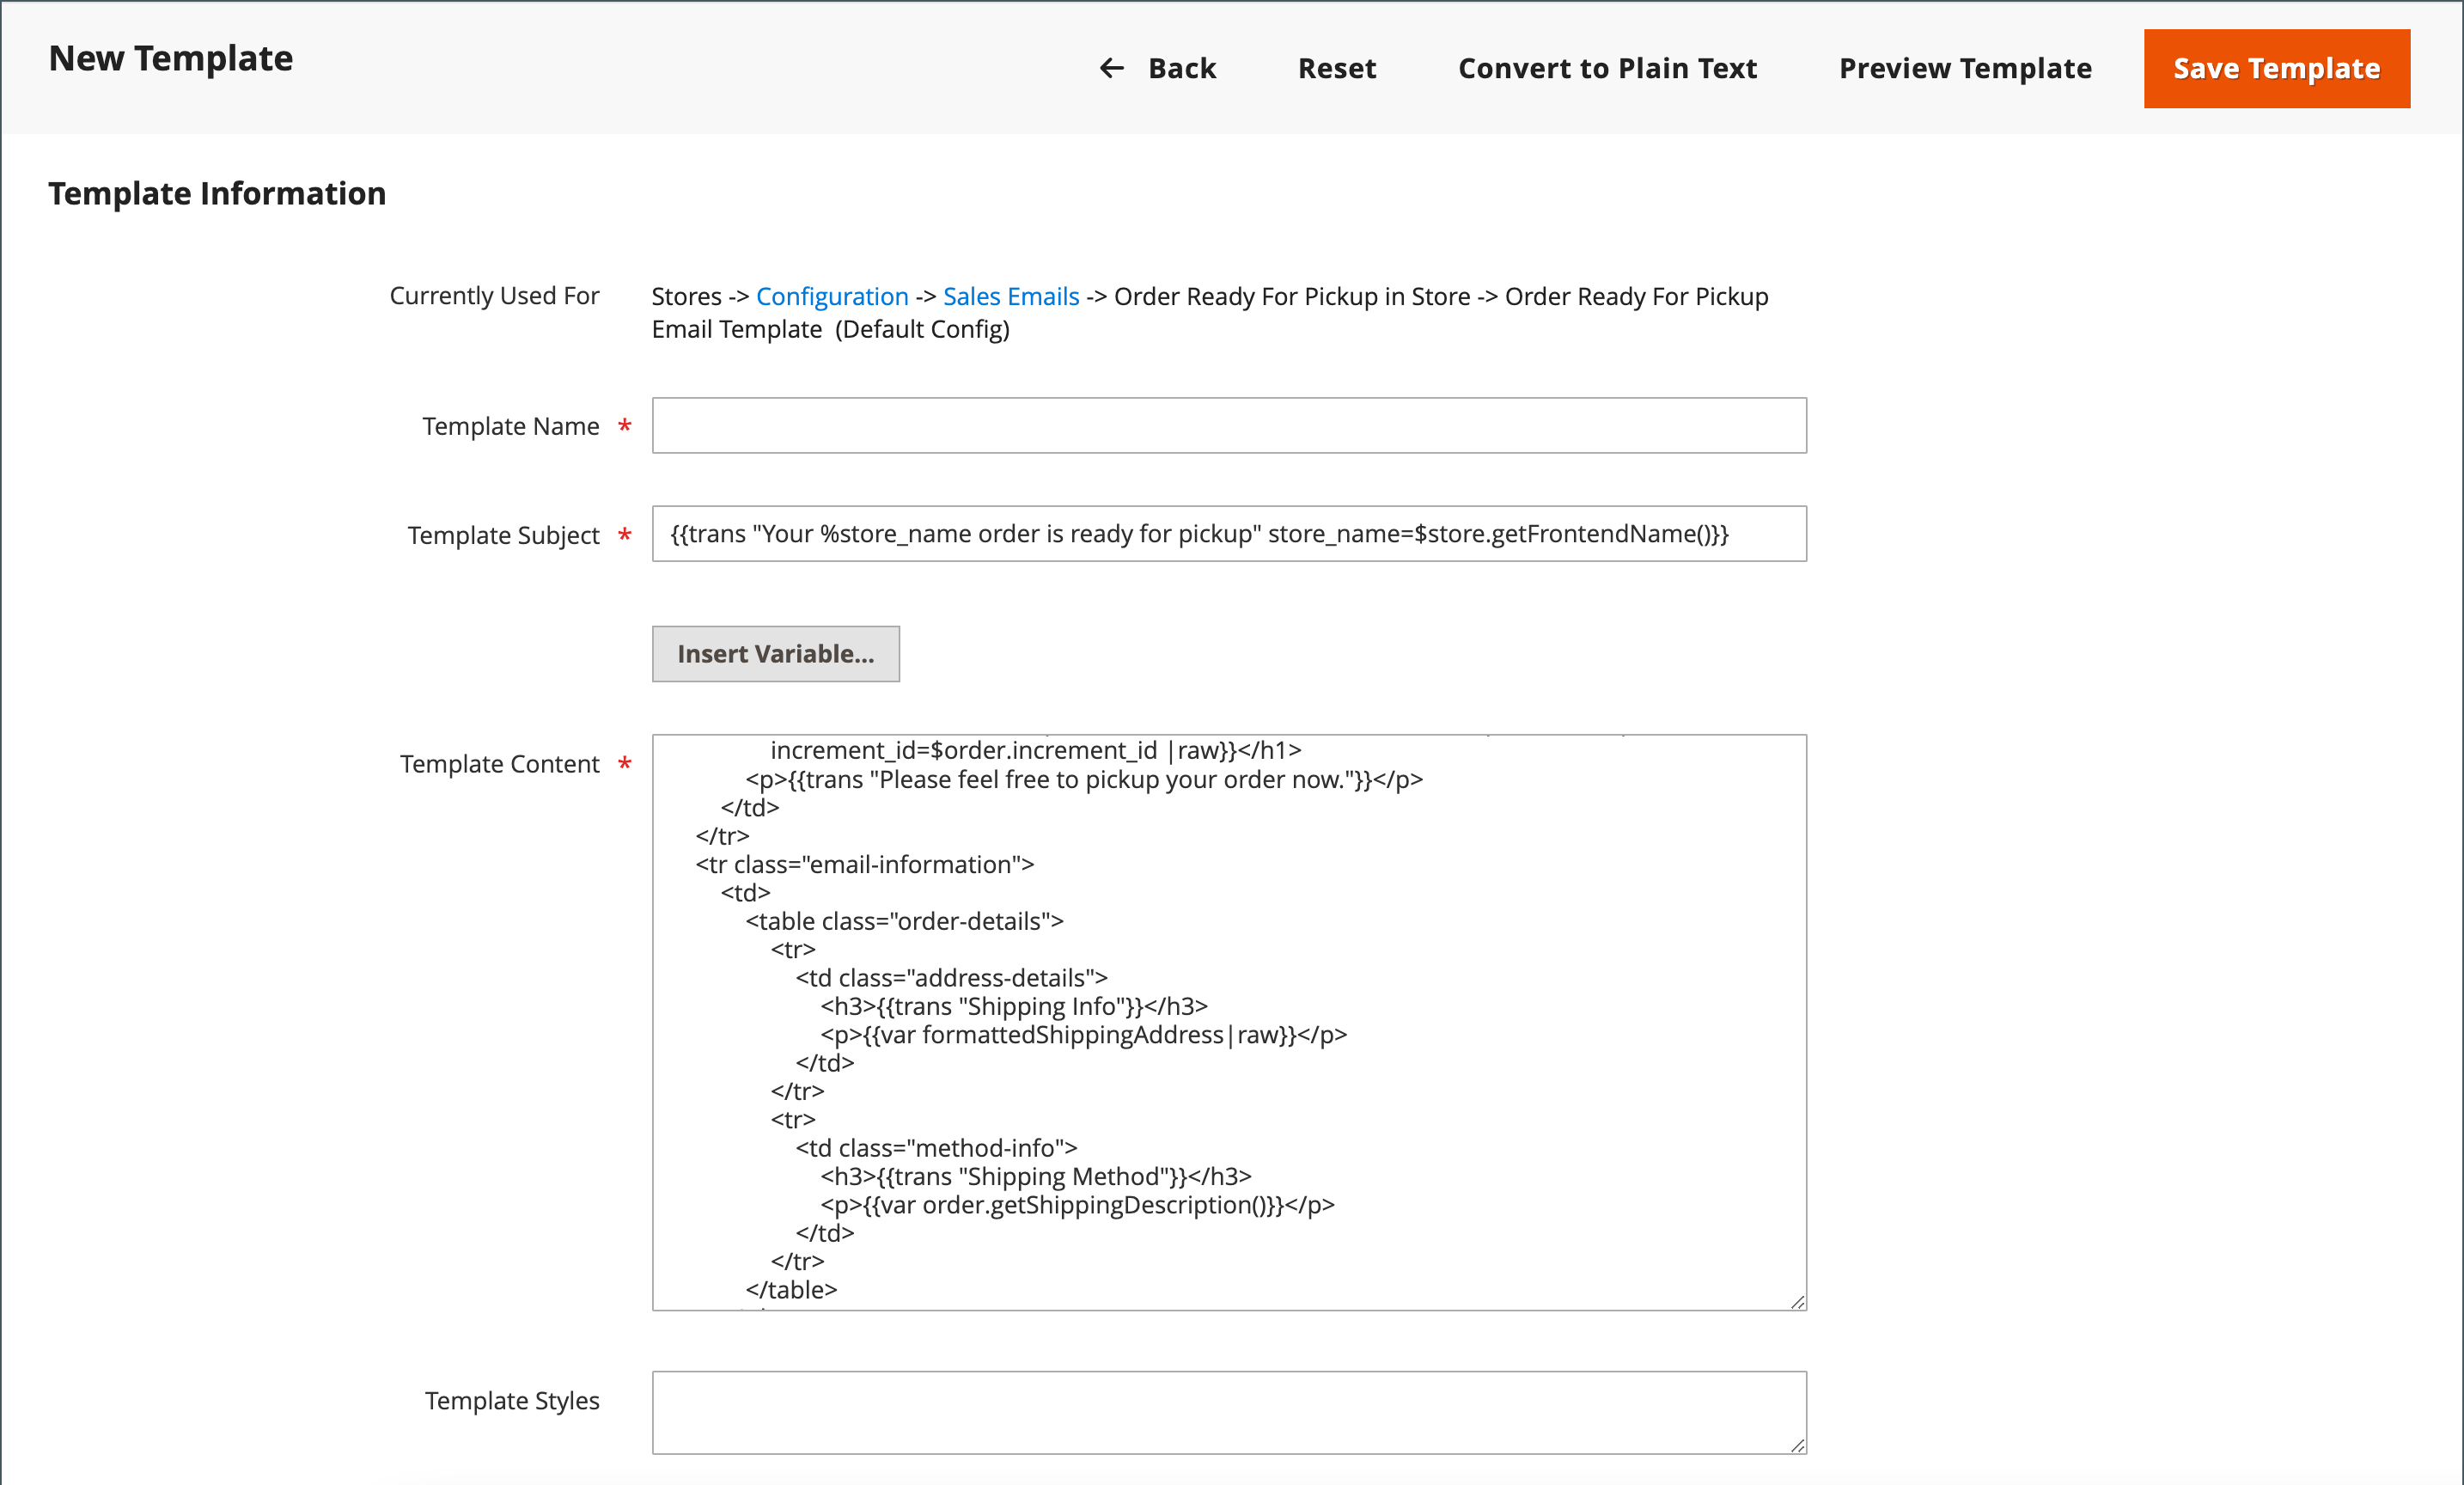 New Template
← Back Reset Convert to Plain Text Preview Template Save Template
Template Information
Currently Used For Stores -> Configuration -> Sales Emails -> Order Ready For Pickup in Store -> Order Ready For Pickup
Email Template (Default Config)
Template Name *
Template Subject * {{trans "Your %store_name order is ready for pickup" store_name=$store.getFrontendName()}}
Insert Variable...
Template Content *
increment_id=$order.increment_id |raw}}</h1>
<p>{{trans "Please feel free to pickup your order now."}}</p>
</td>
</tr>
<tr class="email-information">
<td>
<table class="order-details">
<tr>
<td class="address-details">
<h3>{{trans "Shipping Info"}}</h3>
<p>{{var formattedShippingAddress|raw}}</p>
</td>
</tr>
<tr>
<td class="method-info">
<h3>{{trans "Shipping Method"}}</h3>
<p>{{var order.getShippingDescription()}}</p>
</td>
</tr>
</table>
Template Styles